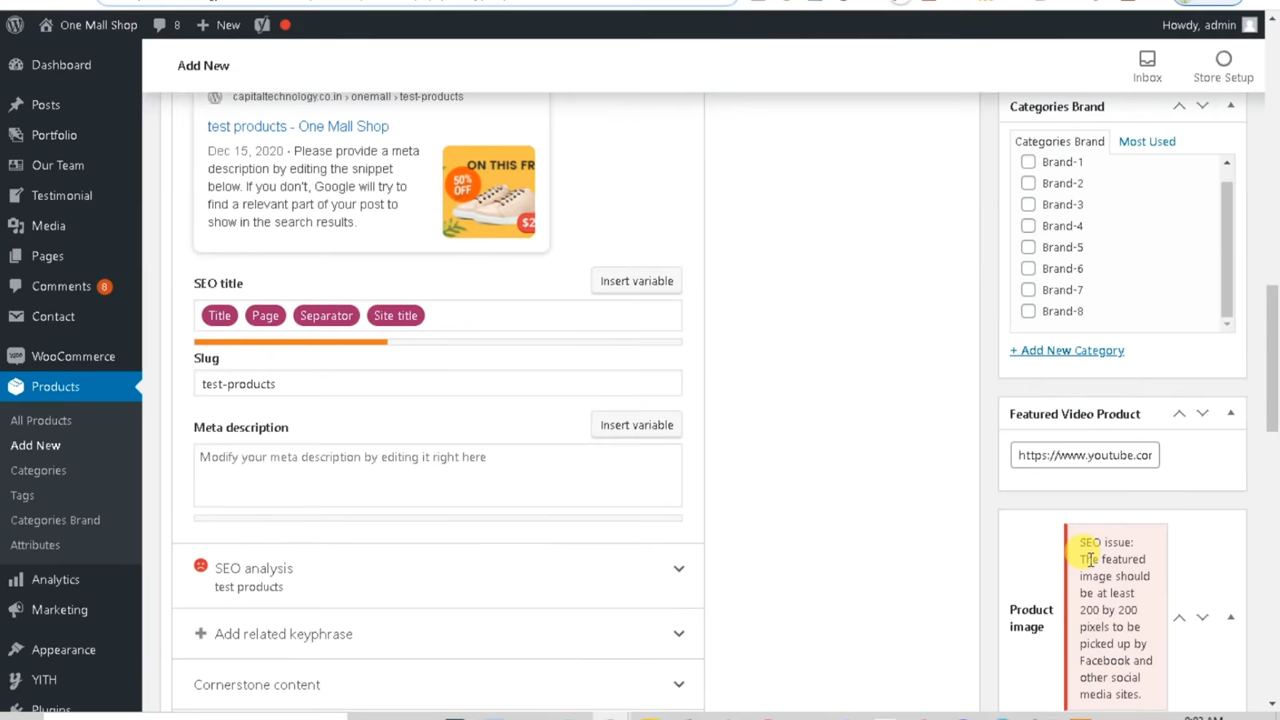 One Mall Shop
8
New
Howdy, admin
Dashboard
Posts
Portfolio
Our Team
Testimonial
Media
Pages
Comments 8
Contact
WooCommerce
Products
All Products
Add New
Categories
Tags
Categories Brand
Attributes
Analytics
Marketing
Appearance
YITH
Plugins
Add New
Inbox
Store Setup
capitaltechnology.co.in › onemall › test-products
test products - One Mall Shop
Dec 15, 2020 · Please provide a meta
description by editing the snippet
below. If you don't, Google will try to
find a relevant part of your post to
show in the search results.
ON THIS FR
50%
OFF
$2
SEO title
Insert variable
Title Page Separator Site title
Slug
test-products
Meta description
Insert variable
Modify your meta description by editing it right here
SEO analysis
test products
Add related keyphrase
Cornerstone content
Categories Brand
Categories Brand
Most Used
Brand-1
Brand-2
Brand-3
Brand-4
Brand-5
Brand-6
Brand-7
Brand-8
+ Add New Category
Featured Video Product
https://www.youtube.cor
Product
image
SEO issue:
The featured
image should
be at least
200 by 200
pixels to be
picked up by
Facebook and
other social
media sites.